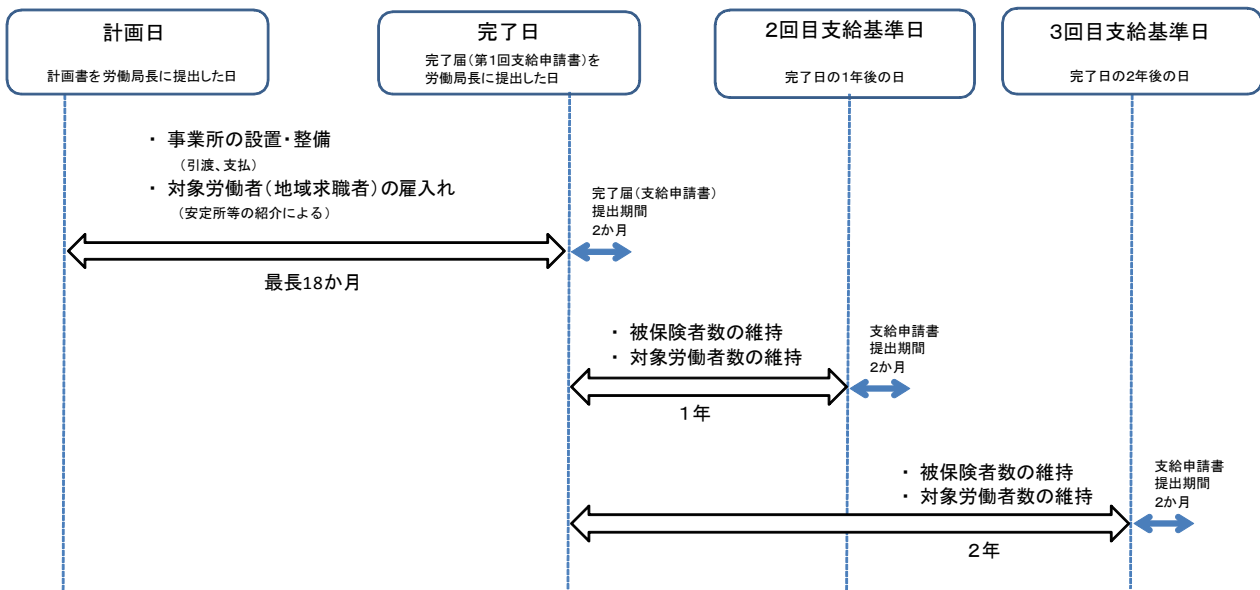 計画日
計画書を労働局長に提出した日
完了日
完了届(第1回支給申請書)を
労働局長に提出した日
2回目支給基準日
完了日の1年後の日
3回目支給基準日
完了日の2年後の日
・ 事業所の設置・整備
(引渡、支払)
・ 対象労働者(地域求職者)の雇入れ
(安定所等の紹介による)
最長18か月
完了届(支給申請書)
提出期間
2か月
・ 被保険者数の維持
・ 対象労働者数の維持
1年
支給申請書
提出期間
2か月
・ 被保険者数の維持
・ 対象労働者数の維持
2年
支給申請書
提出期間
2か月